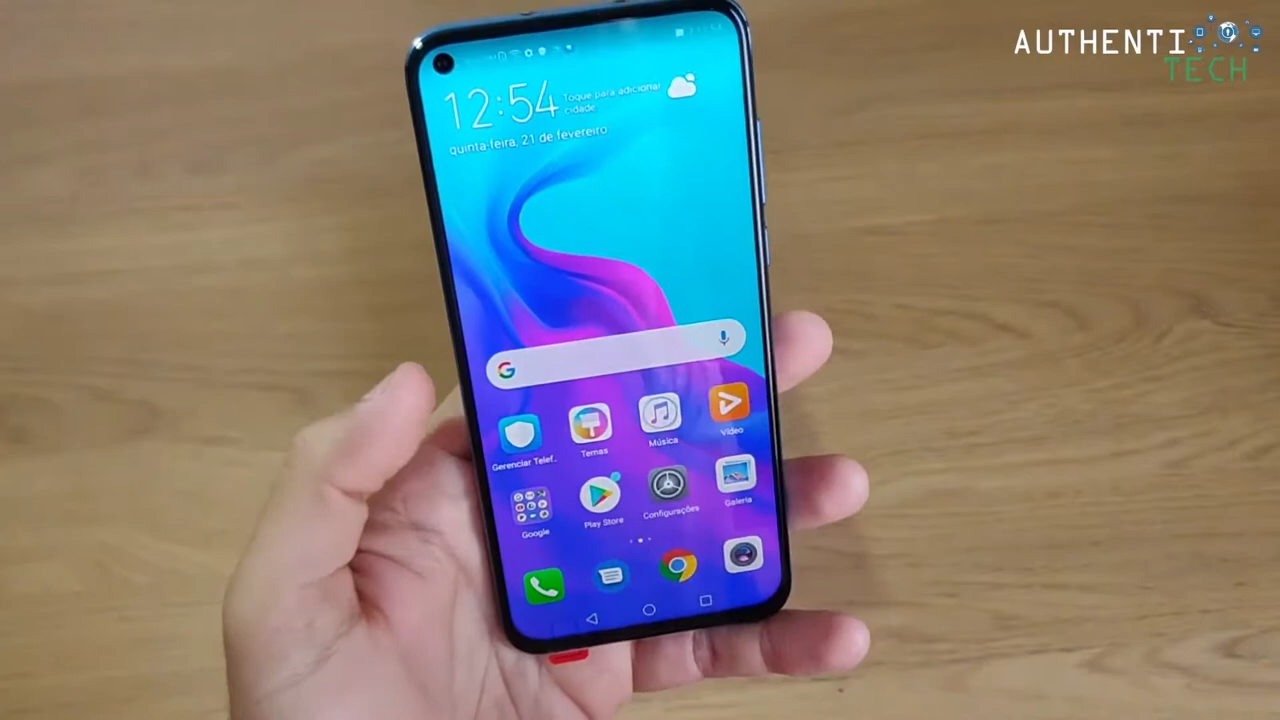 AUTHENTI
TECH
12:54
Toque para adicionar
cidade
quinta-feira, 21 de fevereiro
Gerenciar Telef..
Temas
Música
Vídeo
Google
Play Store
Configurações
Galeria